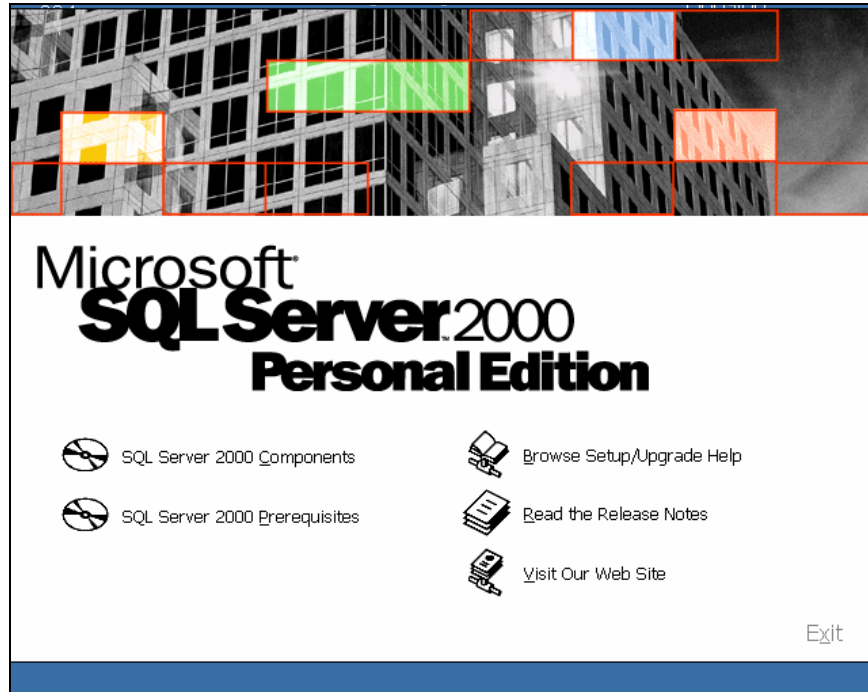 Microsoft
SQL Server 2000
Personal Edition
SQL Server 2000 Components
SQL Server 2000 Prerequisites
Browse Setup/Upgrade Help
Read the Release Notes
Visit Our Web Site
Exit